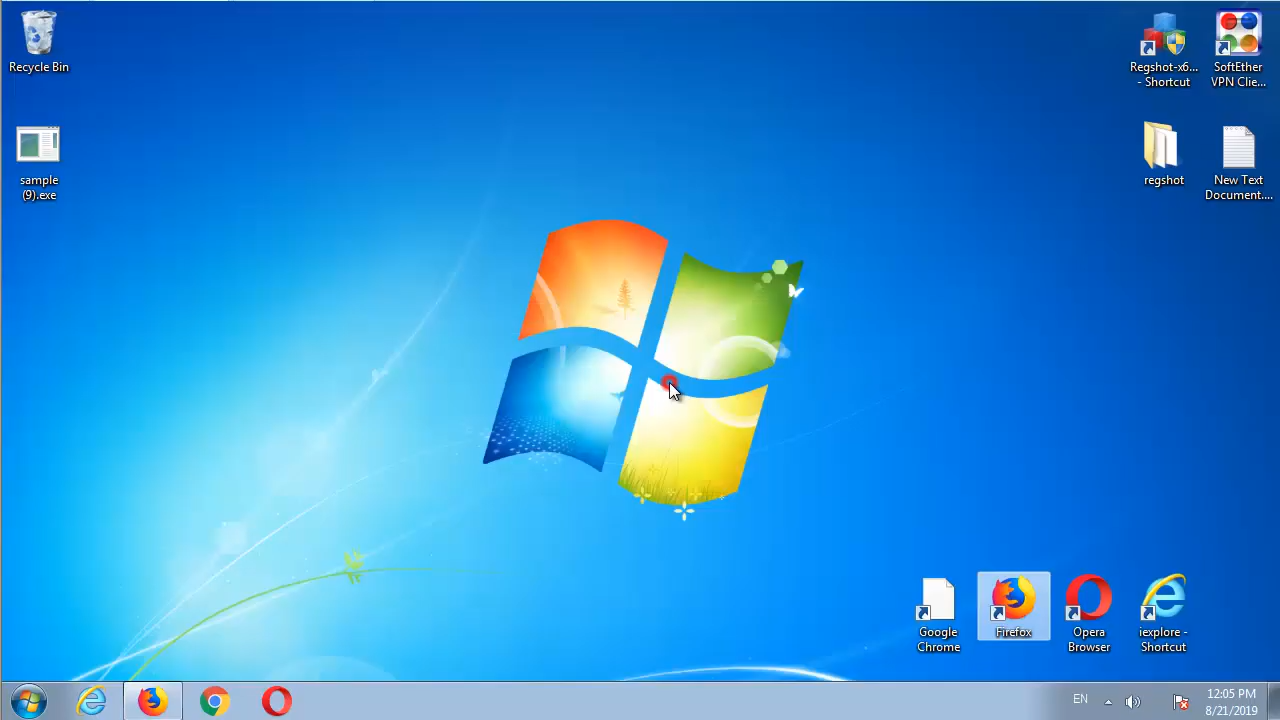 Recycle Bin
sample
(9).exe
Regshot-x6...
- Shortcut
SoftEther
VPN Clie...
regshot
New Text
Document....
Google
Chrome
Firefox
Opera
Browser
iexplore -
Shortcut
EN
12:05 PM
8/21/2019